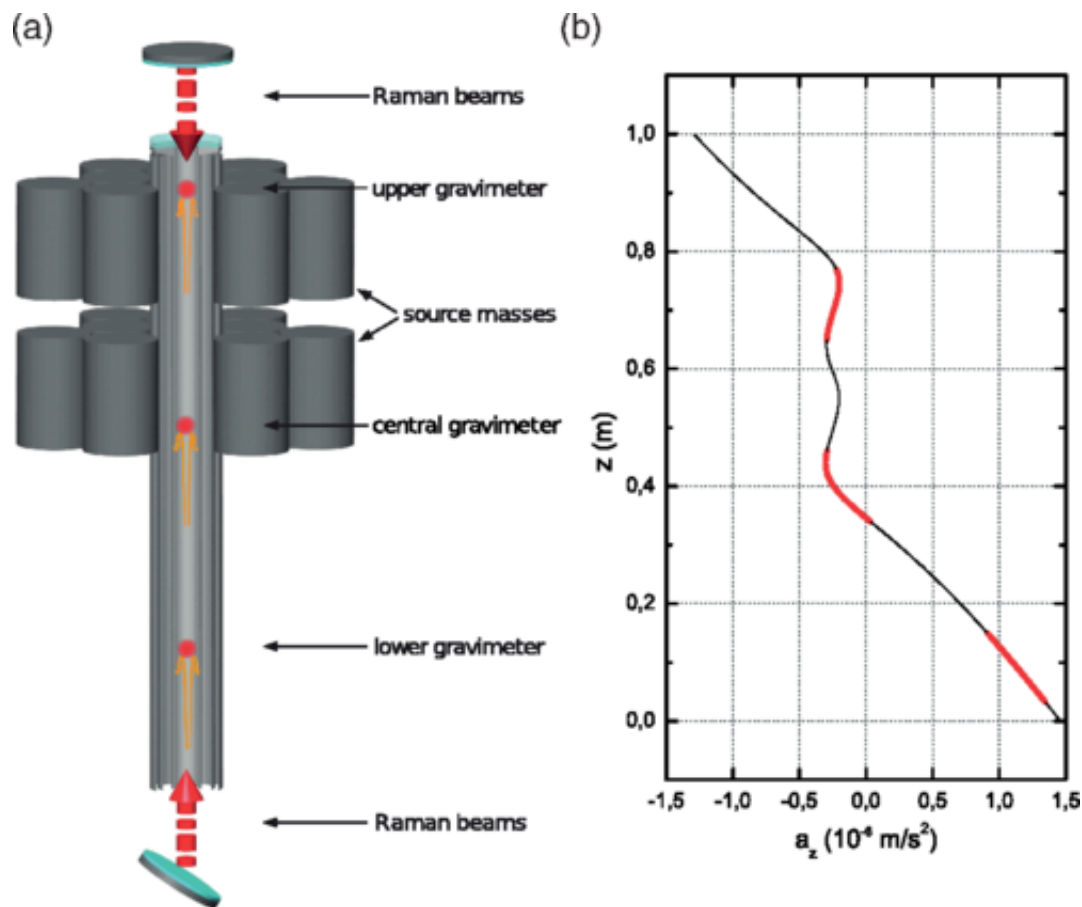 (a)
Raman beams
upper gravimeter
source masses
central gravimeter
lower gravimeter
Raman beams
(b)
1,0
0,8
0,6
0,4
0,2
0,0
z (m)
-1,5 -1,0 -0,5 0,0 0,5 1,0 1,5
a_z (10⁻⁶ m/s²)